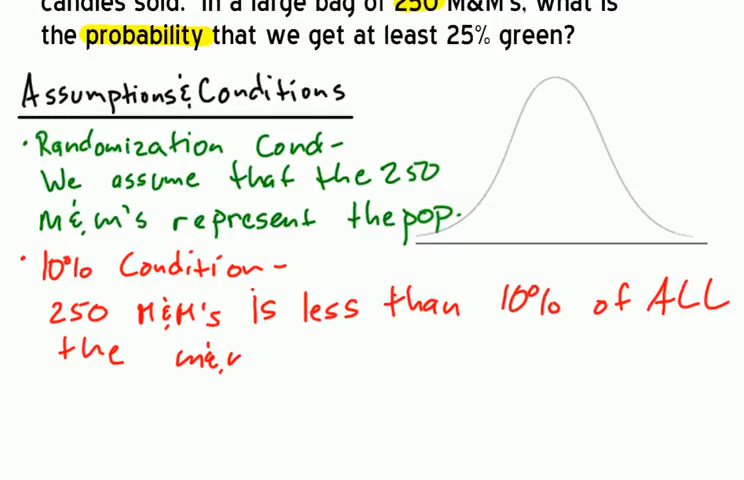 candies sold. In a large bag of 250 M&M's, what is
the probability that we get at least 25% green?
Assumptions & Conditions
• Randomization Cond-
We assume that the 250
M&M's represent the pop.
• 10% Condition-
250 M&M's is less than 10% of ALL
the M&